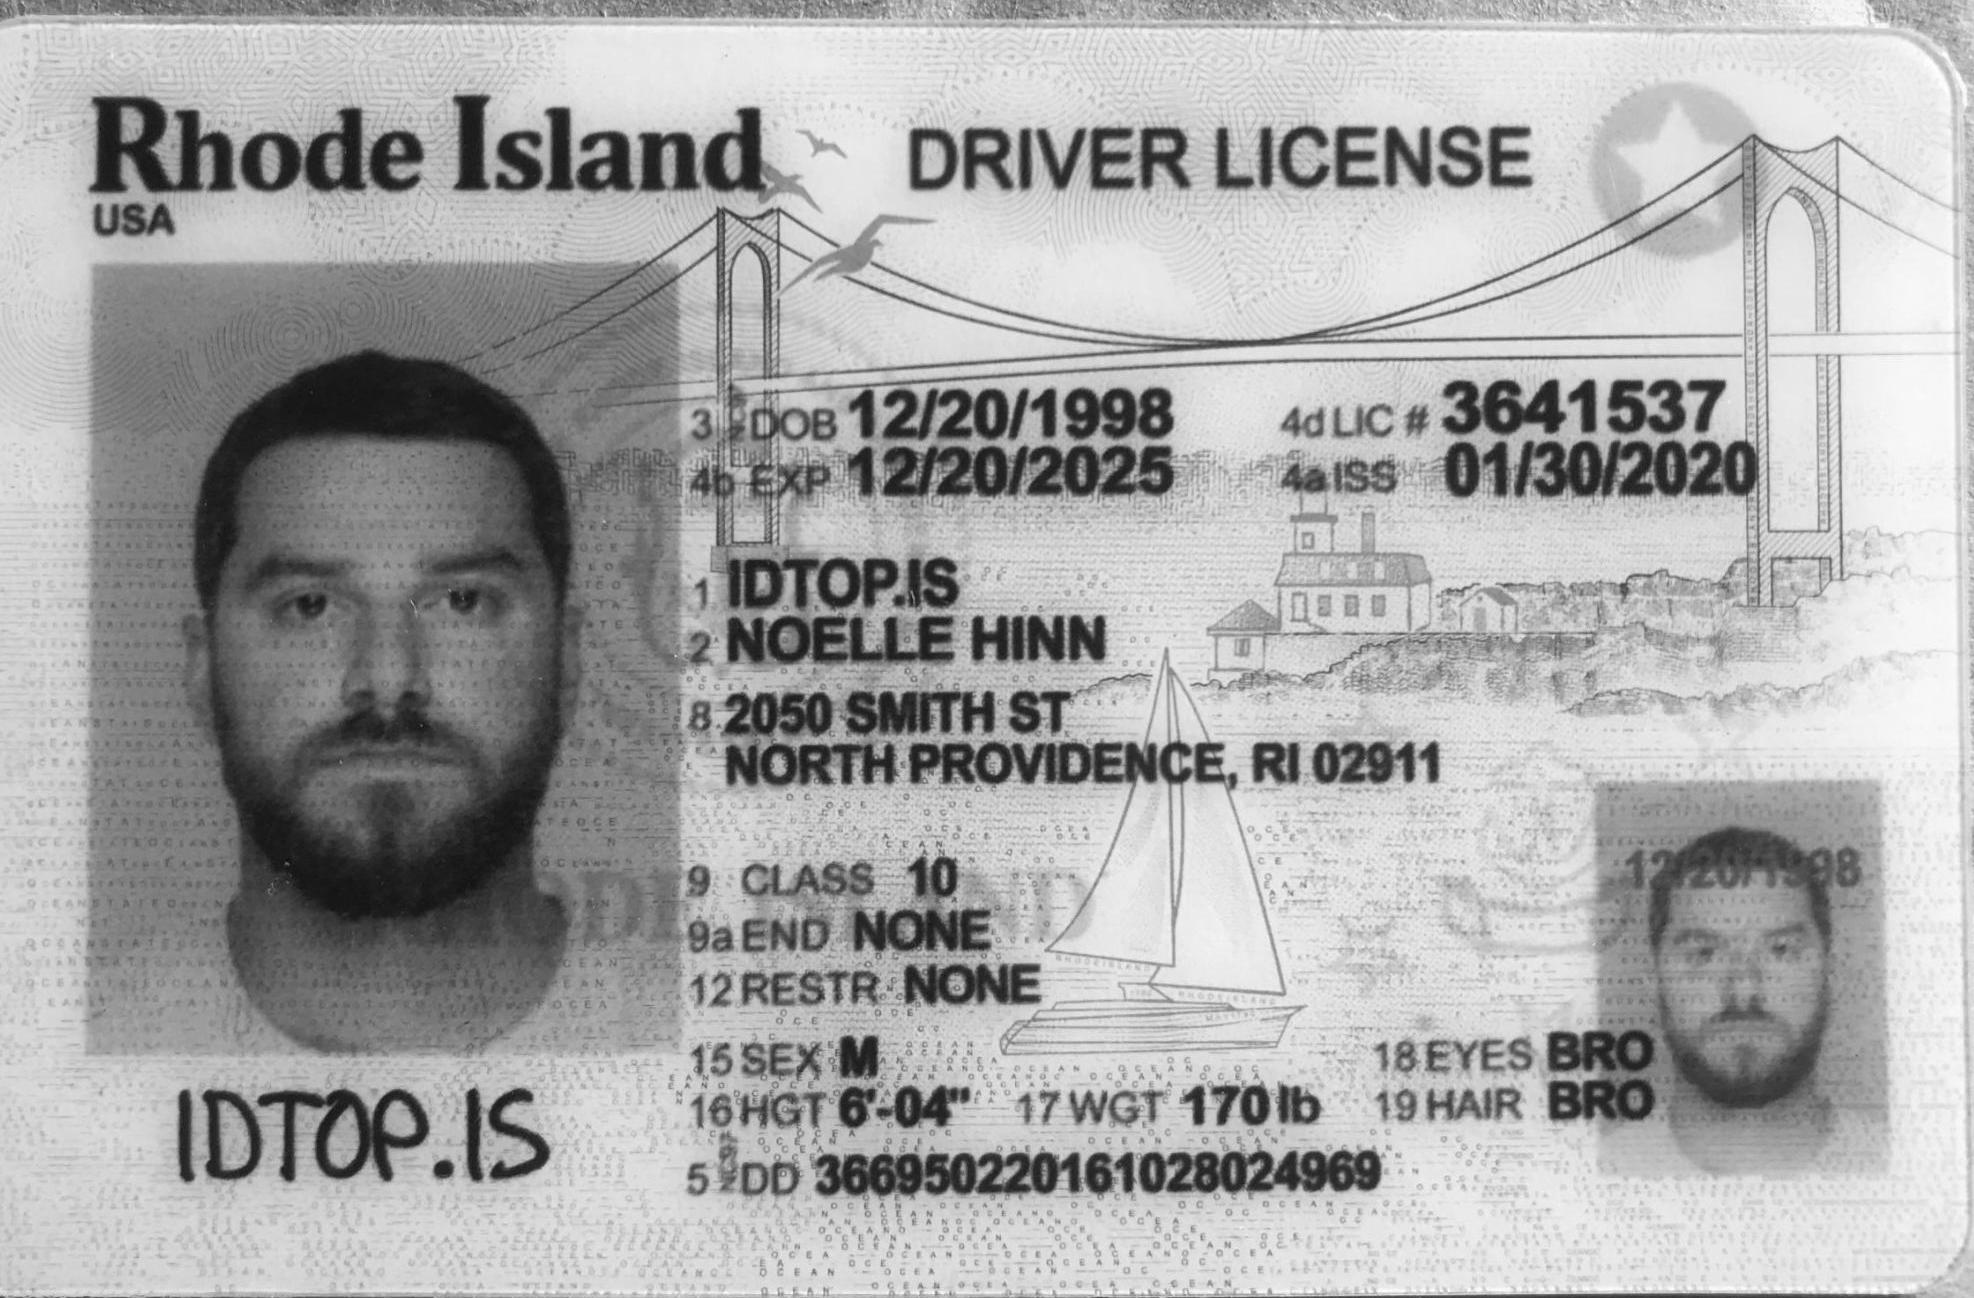 Rhode Island DRIVER LICENSE
USA
3 DOB 12/20/1998 4d LIC # 3641537
4b EXP 12/20/2025 4a ISS 01/30/2020
1 IDTOP.IS
2 NOELLE HINN
8 2050 SMITH ST
NORTH PROVIDENCE, RI 02911
9 CLASS 10
12/20/1998
9a END NONE
12 RESTR NONE
15 SEX M 18 EYES BRO
16 HGT 6'-04" 17 WGT 170 lb 19 HAIR BRO
5 DD 366950220161028024969
IDTOP.IS